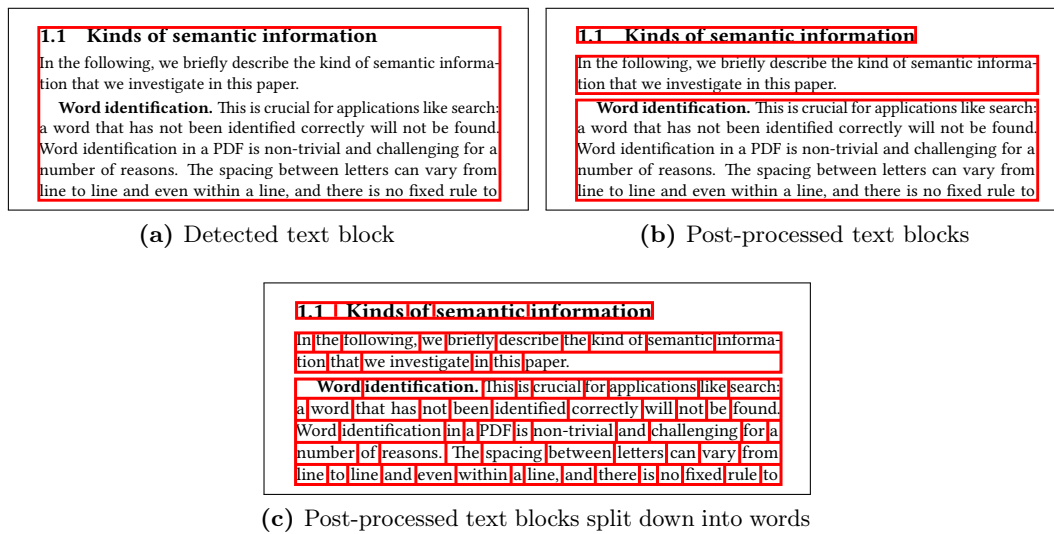 1.1 Kinds of semantic information
In the following, we briefly describe the kind of semantic informa-
tion that we investigate in this paper.
Word identification. This is crucial for applications like search:
a word that has not been identified correctly will not be found.
Word identification in a PDF is non-trivial and challenging for a
number of reasons. The spacing between letters can vary from
line to line and even within a line, and there is no fixed rule to
(a) Detected text block
1.1 Kinds of semantic information
In the following, we briefly describe the kind of semantic informa-
tion that we investigate in this paper.
Word identification. This is crucial for applications like search:
a word that has not been identified correctly will not be found.
Word identification in a PDF is non-trivial and challenging for a
number of reasons. The spacing between letters can vary from
line to line and even within a line, and there is no fixed rule to
(b) Post-processed text blocks
1.1 Kinds of semantic information
In the following, we briefly describe the kind of semantic informa-
tion that we investigate in this paper.
Word identification. This is crucial for applications like search:
a word that has not been identified correctly will not be found.
Word identification in a PDF is non-trivial and challenging for a
number of reasons. The spacing between letters can vary from
line to line and even within a line, and there is no fixed rule to
(c) Post-processed text blocks split down into words